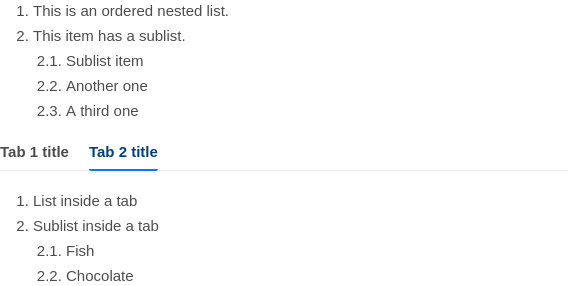 1. This is an ordered nested list.
2. This item has a sublist.
2.1. Sublist item
2.2. Another one
2.3. A third one
Tab 1 title Tab 2 title
1. List inside a tab
2. Sublist inside a tab
2.1. Fish
2.2. Chocolate